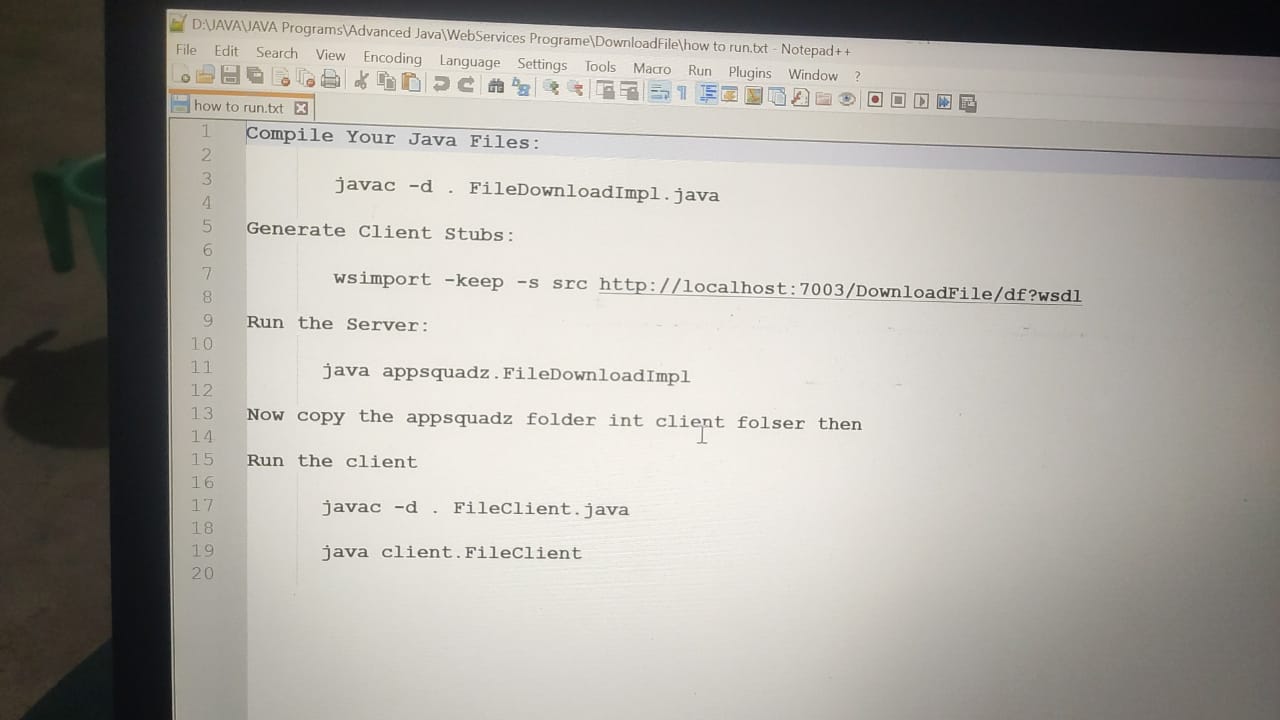 D:\JAVA\JAVA Programs\Advanced Java\WebServices Programe\DownloadFile\how to run.txt - Notepad++
File Edit Search View Encoding Language Settings Tools Macro Run Plugins Window ?
how to run.txt
1 Compile Your Java Files:
2
3 javac -d . FileDownloadImpl.java
4
5 Generate Client Stubs:
6
7 wsimport -keep -s src http://localhost:7003/DownloadFile/df?wsdl
8
9 Run the Server:
10
11 java appsquadz.FileDownloadImpl
12
13 Now copy the appsquadz folder int client folser then
14
15 Run the client
16
17 javac -d . FileClient.java
18
19 java client.FileClient
20